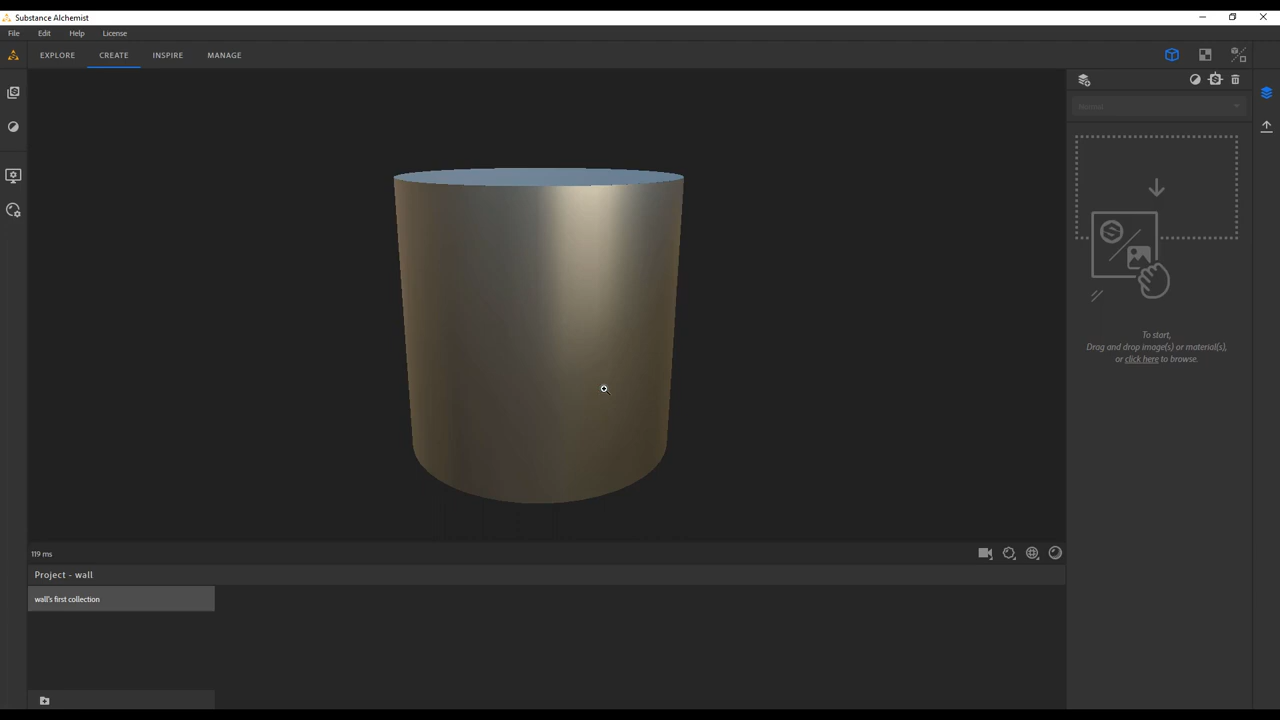 Substance Alchemist
File Edit Help License
EXPLORE CREATE INSPIRE MANAGE
Normal
To start,
Drag and drop image(s) or material(s),
or click here to browse.
119 ms
Project - wall
wall's first collection